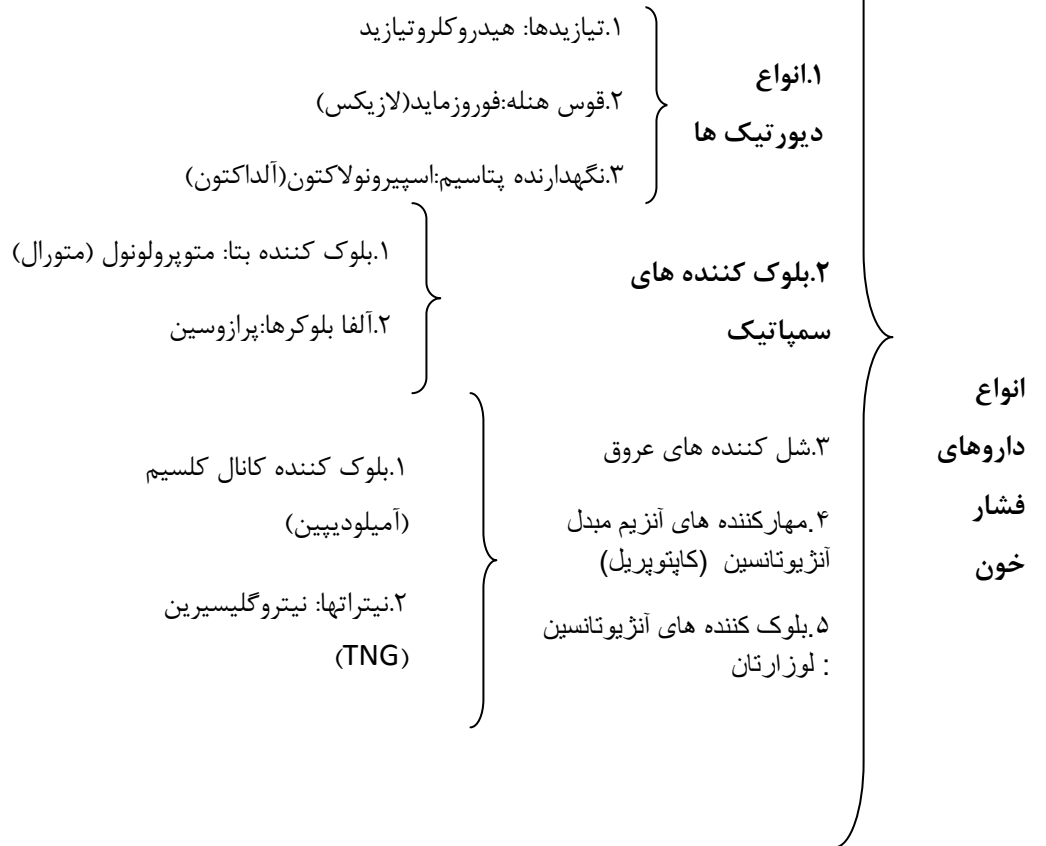 انواع
داروهای
فشار
خون
۱.انواع
دیورتیک ها
۱.تیازیدها: هیدروکلروتیازید
۲.قوس هنله:فوروزماید(لازیکس)
۳.نگهدارنده پتاسیم:اسپیرونولاکتون(آلداکتون)
۲.بلوک کننده های
سمپاتیک
۱.بلوک کننده بتا: متوپرولونول (متورال)
۲.آلفا بلوکرها:پرازوسین
۳.شل کننده های عروق
۴.مهارکننده های آنزیم مبدل
آنژیوتانسین (کاپتوپریل)
۵.بلوک کننده های آنژیوتانسین
: لوزارتان
۱.بلوک کننده کانال کلسیم
(آمیلودیپین)
۲.نیتراتها: نیتروگلیسیرین
(TNG)